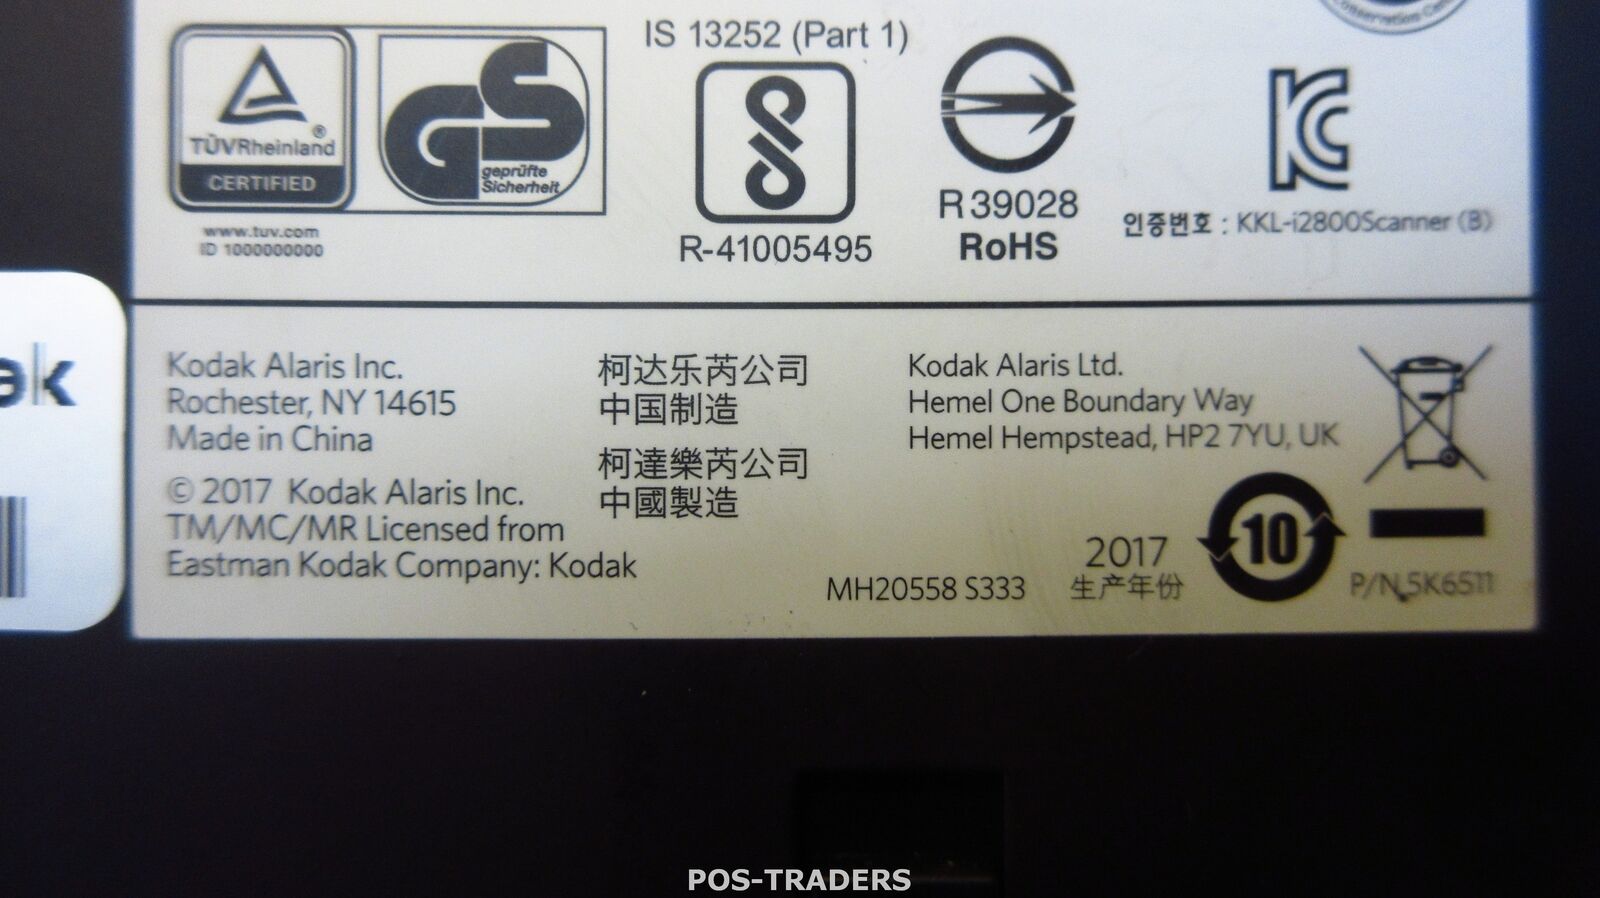 IS 13252 (Part 1)
TÜVRheinland®
CERTIFIED
GS
geprüfte
Sicherheit
www.tuv.com
ID 1000000000
R-41005495
R39028
RoHS
인증번호 : KKL-i2800Scanner (B)
Kodak Alaris Inc.
Rochester, NY 14615
Made in China
© 2017 Kodak Alaris Inc.
TM/MC/MR Licensed from
Eastman Kodak Company: Kodak
柯达乐芮公司
中国制造
柯達樂芮公司
中國製造
Kodak Alaris Ltd.
Hemel One Boundary Way
Hemel Hempstead, HP2 7YU, UK
MH20558 S333
2017
生产年份
10
P/N 5K6511
POS-TRADERS